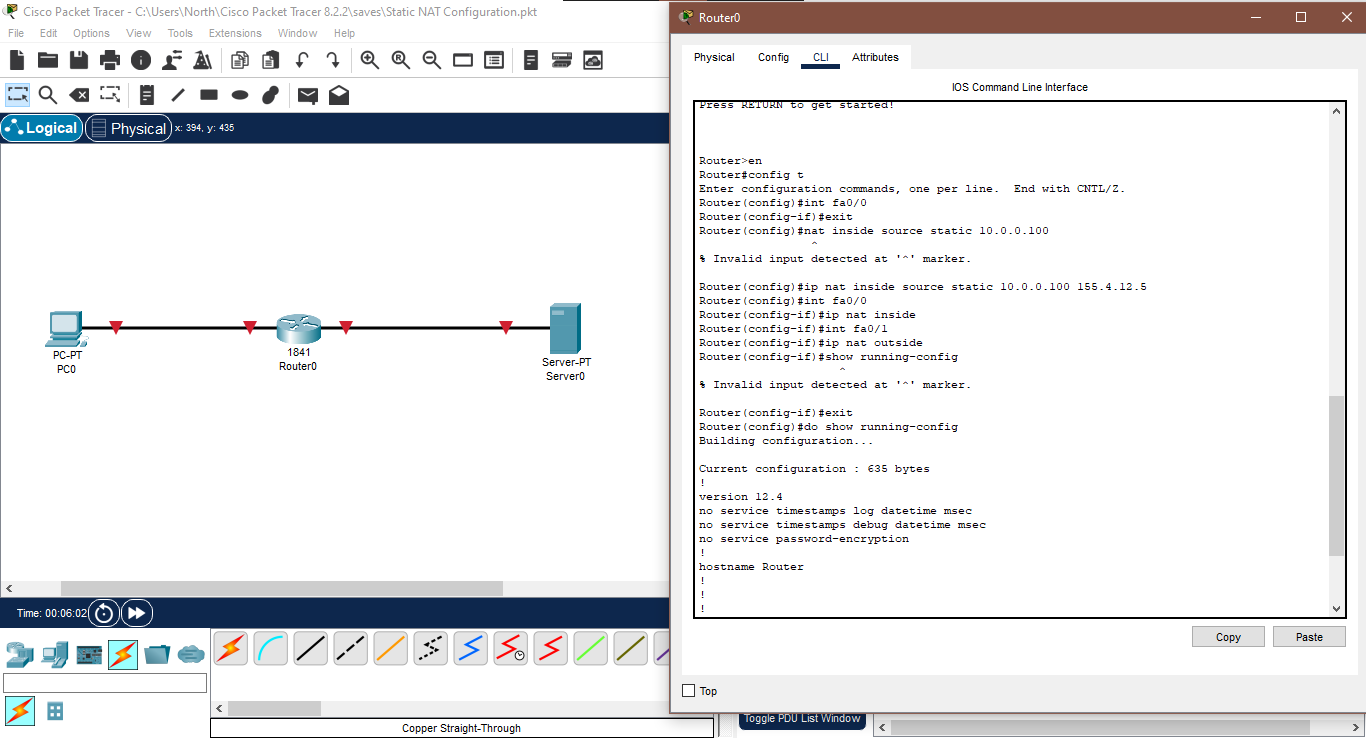 Cisco Packet Tracer - C:\Users\North\Cisco Packet Tracer 8.2.2\saves\Static NAT Configuration.pkt
File Edit Options View Tools Extensions Window Help
Logical Physical x: 394, y: 435
PC-PT
PC0
1841
Router0
Server-PT
Server0
Time: 00:06:02
Copper Straight-Through
Toggle PDU List Window
Router0
Physical Config CLI Attributes
IOS Command Line Interface
Press RETURN to get started!
Router>en
Router#config t
Enter configuration commands, one per line.  End with CNTL/Z.
Router(config)#int fa0/0
Router(config-if)#exit
Router(config)#nat inside source static 10.0.0.100
^
% Invalid input detected at '^' marker.
Router(config)#ip nat inside source static 10.0.0.100 155.4.12.5
Router(config)#int fa0/0
Router(config-if)#ip nat inside
Router(config-if)#int fa0/1
Router(config-if)#ip nat outside
Router(config-if)#show running-config
^
% Invalid input detected at '^' marker.
Router(config-if)#exit
Router(config)#do show running-config
Building configuration...
Current configuration : 635 bytes
!
version 12.4
no service timestamps log datetime msec
no service timestamps debug datetime msec
no service password-encryption
!
hostname Router
!
!
!
Copy Paste
Top